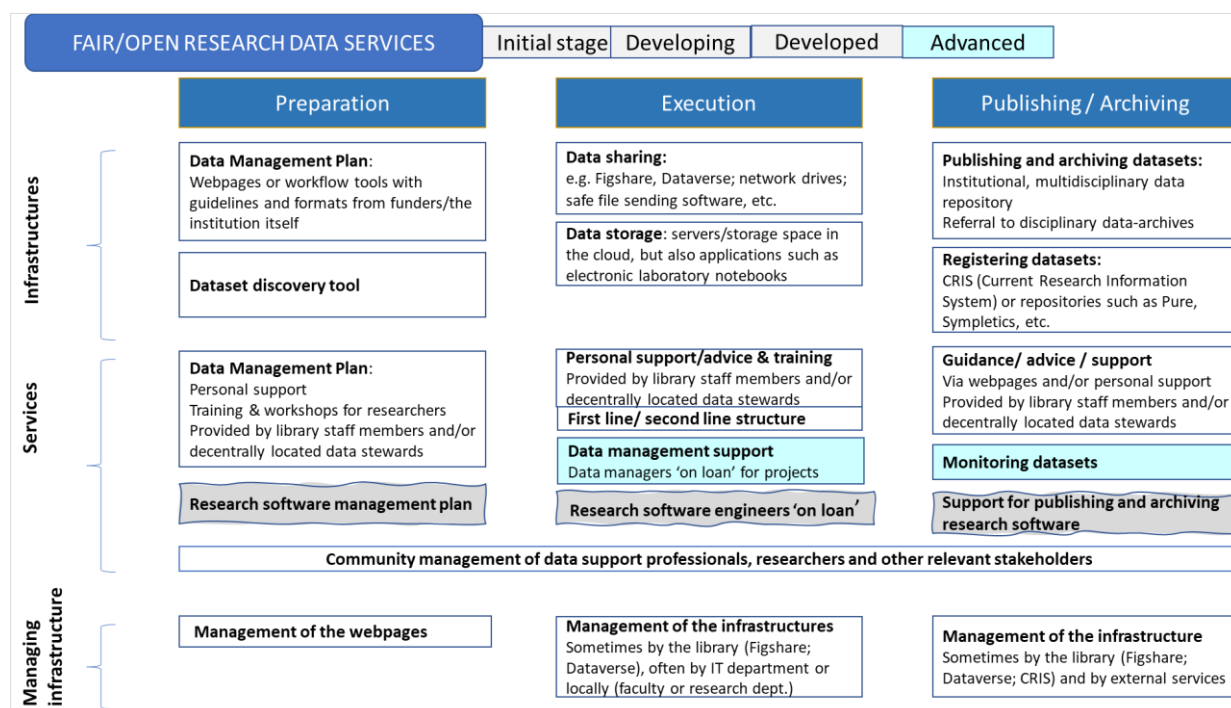 FAIR/OPEN RESEARCH DATA SERVICES
Initial stage
Developing
Developed
Advanced
Preparation
Execution
Publishing / Archiving
Infrastructures
Data Management Plan:
Webpages or workflow tools with
guidelines and formats from funders/the
institution itself
Dataset discovery tool
Data sharing:
e.g. Figshare, Dataverse; network drives;
safe file sending software, etc.
Data storage: servers/storage space in
the cloud, but also applications such as
electronic laboratory notebooks
Publishing and archiving datasets:
Institutional, multidisciplinary data
repository
Referral to disciplinary data-archives
Registering datasets:
CRIS (Current Research Information
System) or repositories such as Pure,
Sympletics, etc.
Services
Data Management Plan:
Personal support
Training & workshops for researchers
Provided by library staff members and/or
decentrally located data stewards
Research software management plan
Personal support/advice & training
Provided by library staff members and/or
decentrally located data stewards
First line/ second line structure
Data management support
Data managers ‘on loan’ for projects
Research software engineers ‘on loan’
Guidance/ advice / support
Via webpages and/or personal support
Provided by library staff members and/or
decentrally located data stewards
Monitoring datasets
Support for publishing and archiving
research software
Community management of data support professionals, researchers and other relevant stakeholders
Managing
infrastructure
Management of the webpages
Management of the infrastructures
Sometimes by the library (Figshare;
Dataverse), often by IT department or
locally (faculty or research dept.)
Management of the infrastructure
Sometimes by the library (Figshare;
Dataverse; CRIS) and by external services